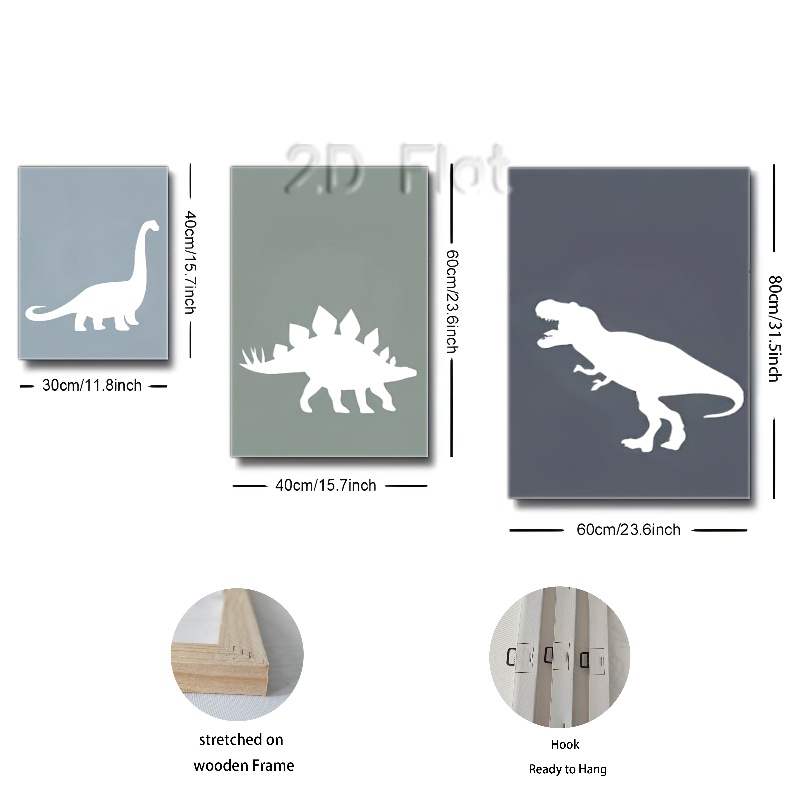 2D Flat
40cm/15.7inch
30cm/11.8inch
60cm/23.6inch
40cm/15.7inch
80cm/31.5inch
60cm/23.6inch
stretched on
wooden Frame
Hook
Ready to Hang